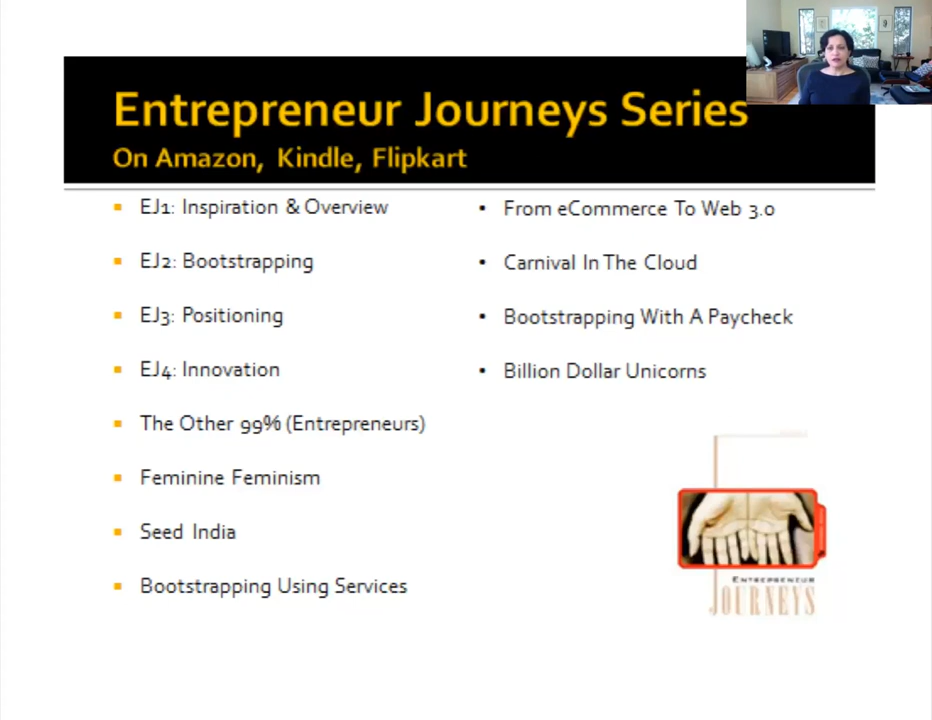 Entrepreneur Journeys Series
On Amazon, Kindle, Flipkart
EJ1: Inspiration & Overview
EJ2: Bootstrapping
EJ3: Positioning
EJ4: Innovation
The Other 99% (Entrepreneurs)
Feminine Feminism
Seed India
Bootstrapping Using Services
From eCommerce To Web 3.0
Carnival In The Cloud
Bootstrapping With A Paycheck
Billion Dollar Unicorns
ENTREPRENEUR
JOURNEYS